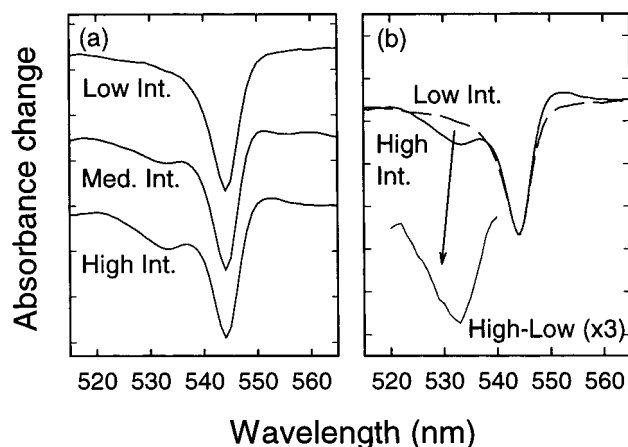 Absorbance change
(a)
Low Int.
Med. Int.
High Int.
520 530 540 550 560
(b)
Low Int.
High
Int.
High-Low (x3)
520 530 540 550 560
Wavelength (nm)